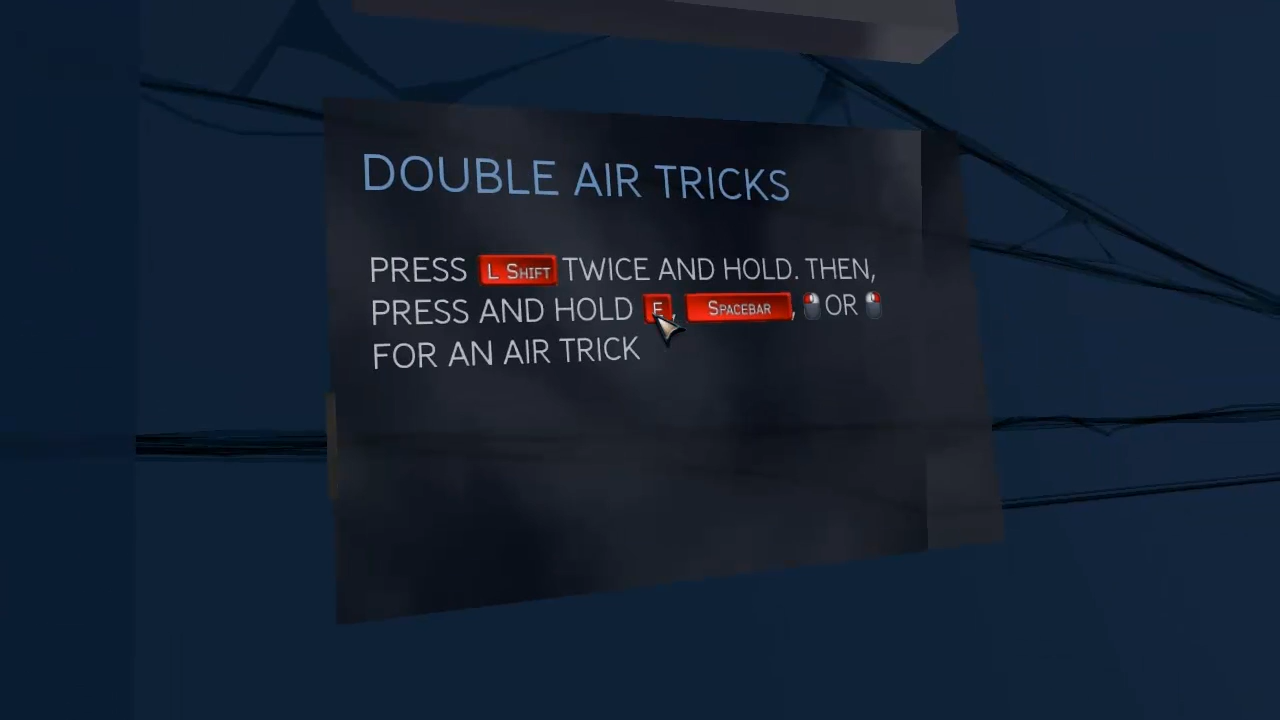 DOUBLE AIR TRICKS
PRESS L SHIFT TWICE AND HOLD. THEN,
PRESS AND HOLD E, SPACEBAR, OR
FOR AN AIR TRICK